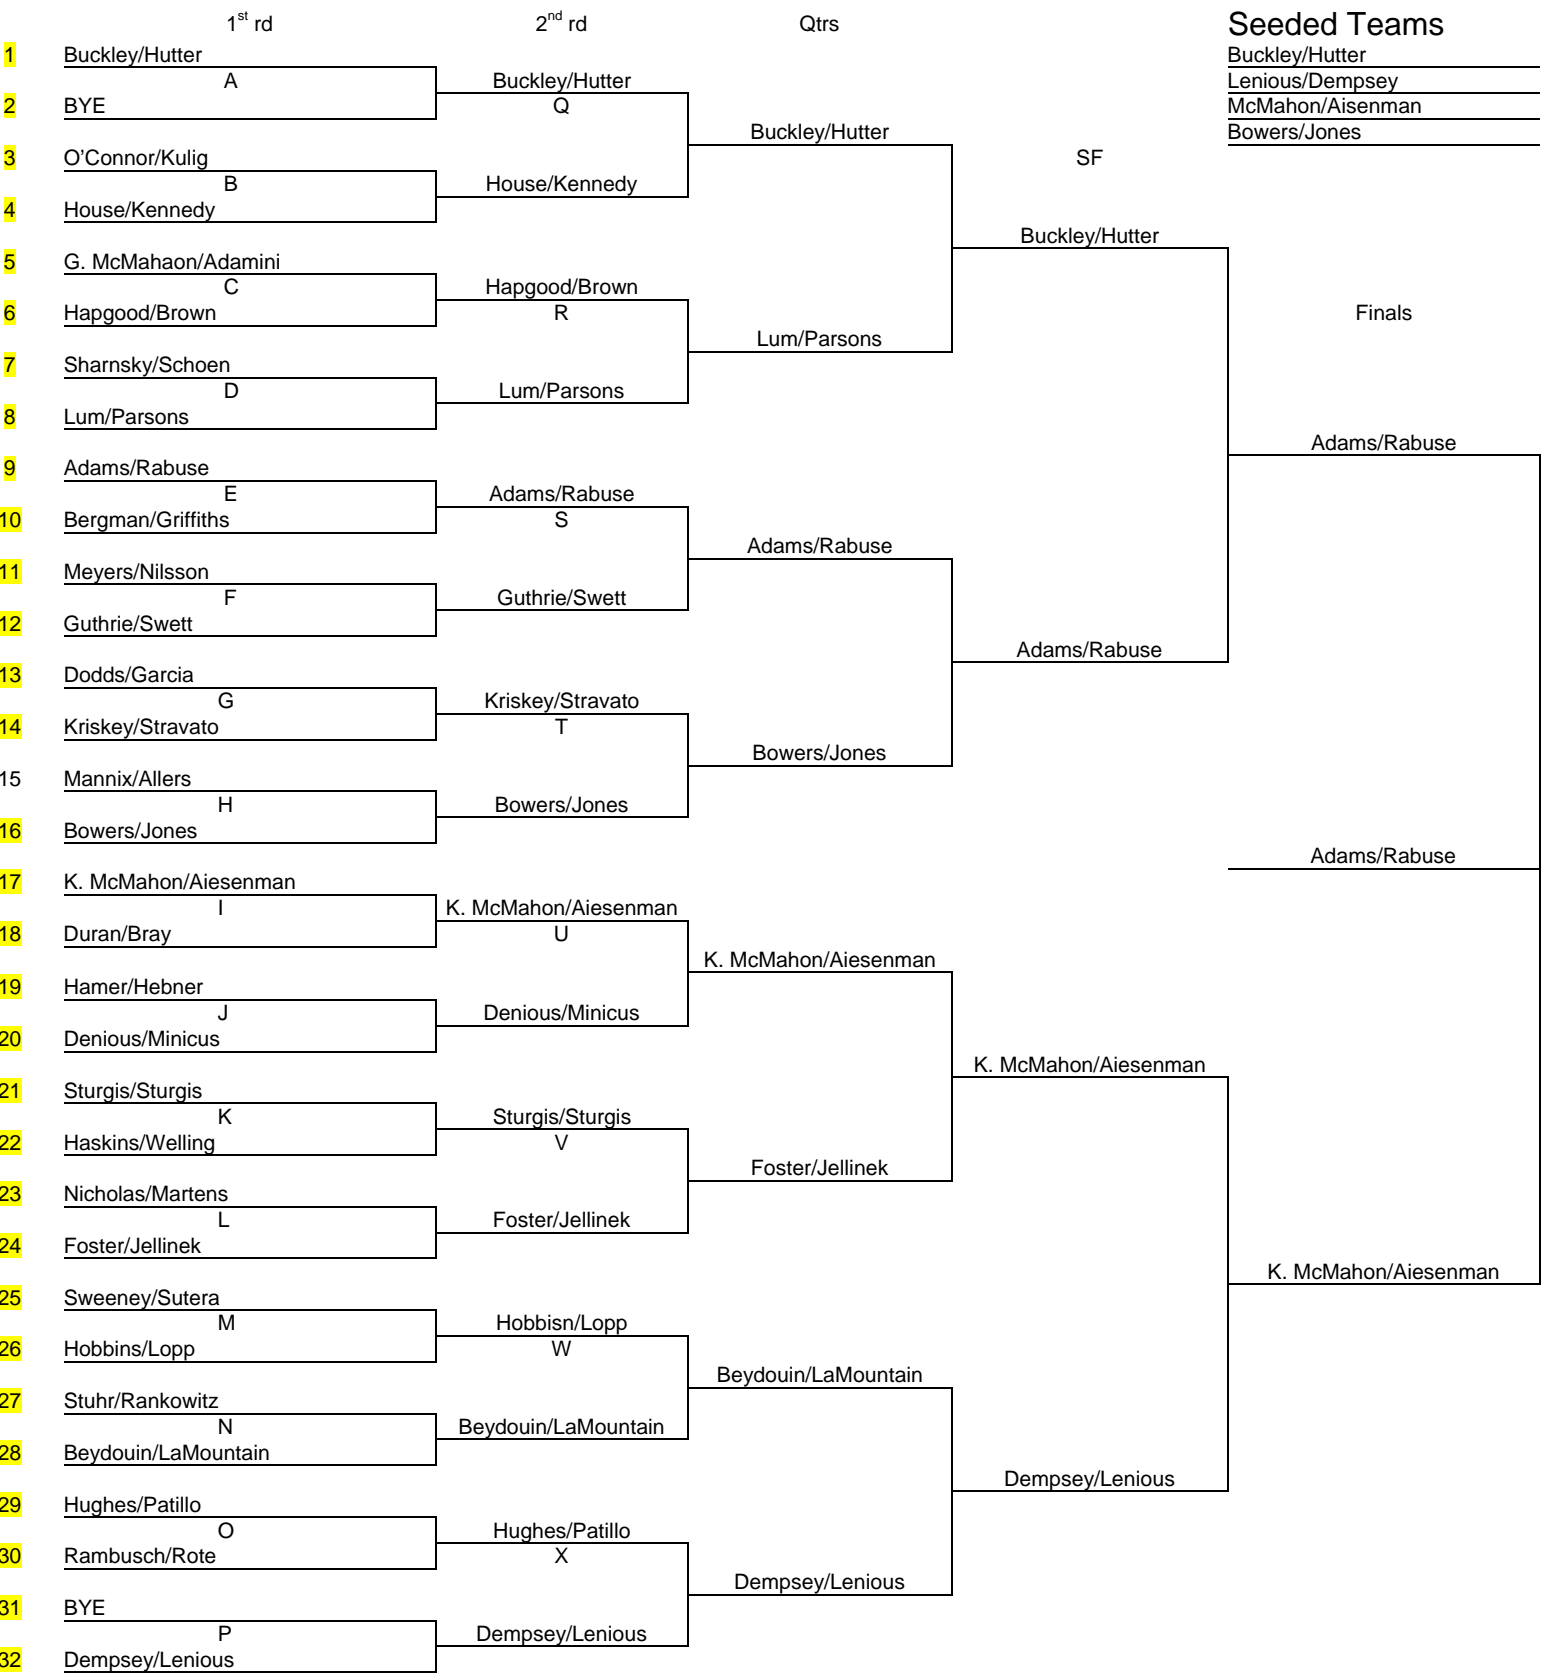 1st rd 2nd rd Qtrs Seeded Teams
1 Buckley/Hutter Buckley/Hutter
A Buckley/Hutter Lenious/Dempsey
2 BYE Q McMahon/Aisenman
Buckley/Hutter Bowers/Jones
3 O'Connor/Kulig SF
B House/Kennedy
4 House/Kennedy
Buckley/Hutter
5 G. McMahaon/Adamini
C Hapgood/Brown
6 Hapgood/Brown R Finals
Lum/Parsons
7 Sharnsky/Schoen
D Lum/Parsons
8 Lum/Parsons
Adams/Rabuse
9 Adams/Rabuse
E Adams/Rabuse
10 Bergman/Griffiths S
Adams/Rabuse
11 Meyers/Nilsson
F Guthrie/Swett
12 Guthrie/Swett
Adams/Rabuse
13 Dodds/Garcia
G Kriskey/Stravato
14 Kriskey/Stravato T
Bowers/Jones
15 Mannix/Allers
H Bowers/Jones
16 Bowers/Jones
Adams/Rabuse
17 K. McMahon/Aiesenman
I K. McMahon/Aiesenman
18 Duran/Bray U
K. McMahon/Aiesenman
19 Hamer/Hebner
J Denious/Minicus
20 Denious/Minicus
K. McMahon/Aiesenman
21 Sturgis/Sturgis
K Sturgis/Sturgis
22 Haskins/Welling V
Foster/Jellinek
23 Nicholas/Martens
L Foster/Jellinek
24 Foster/Jellinek
K. McMahon/Aiesenman
25 Sweeney/Sutera
M Hobbisn/Lopp
26 Hobbins/Lopp W
Beydouin/LaMountain
27 Stuhr/Rankowitz
N Beydouin/LaMountain
28 Beydouin/LaMountain
Dempsey/Lenious
29 Hughes/Patillo
O Hughes/Patillo
30 Rambusch/Rote X
Dempsey/Lenious
31 BYE
P Dempsey/Lenious
32 Dempsey/Lenious